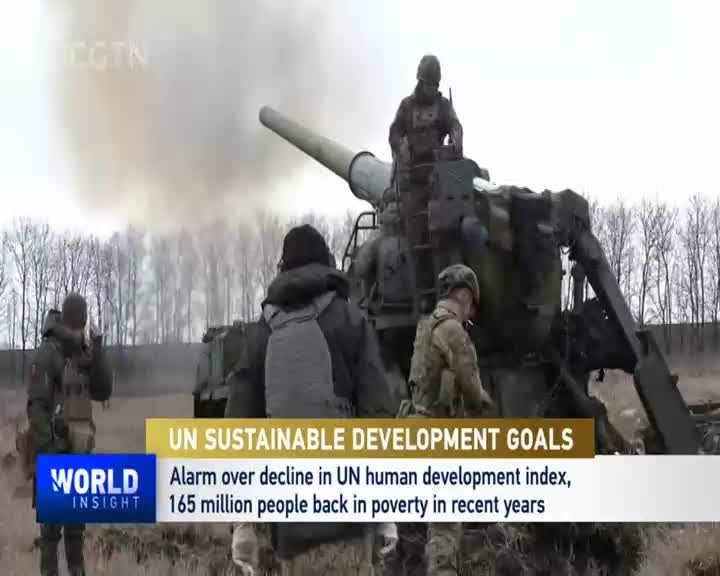 CGTN
UN SUSTAINABLE DEVELOPMENT GOALS
WORLD
INSIGHT
Alarm over decline in UN human development index,
165 million people back in poverty in recent years